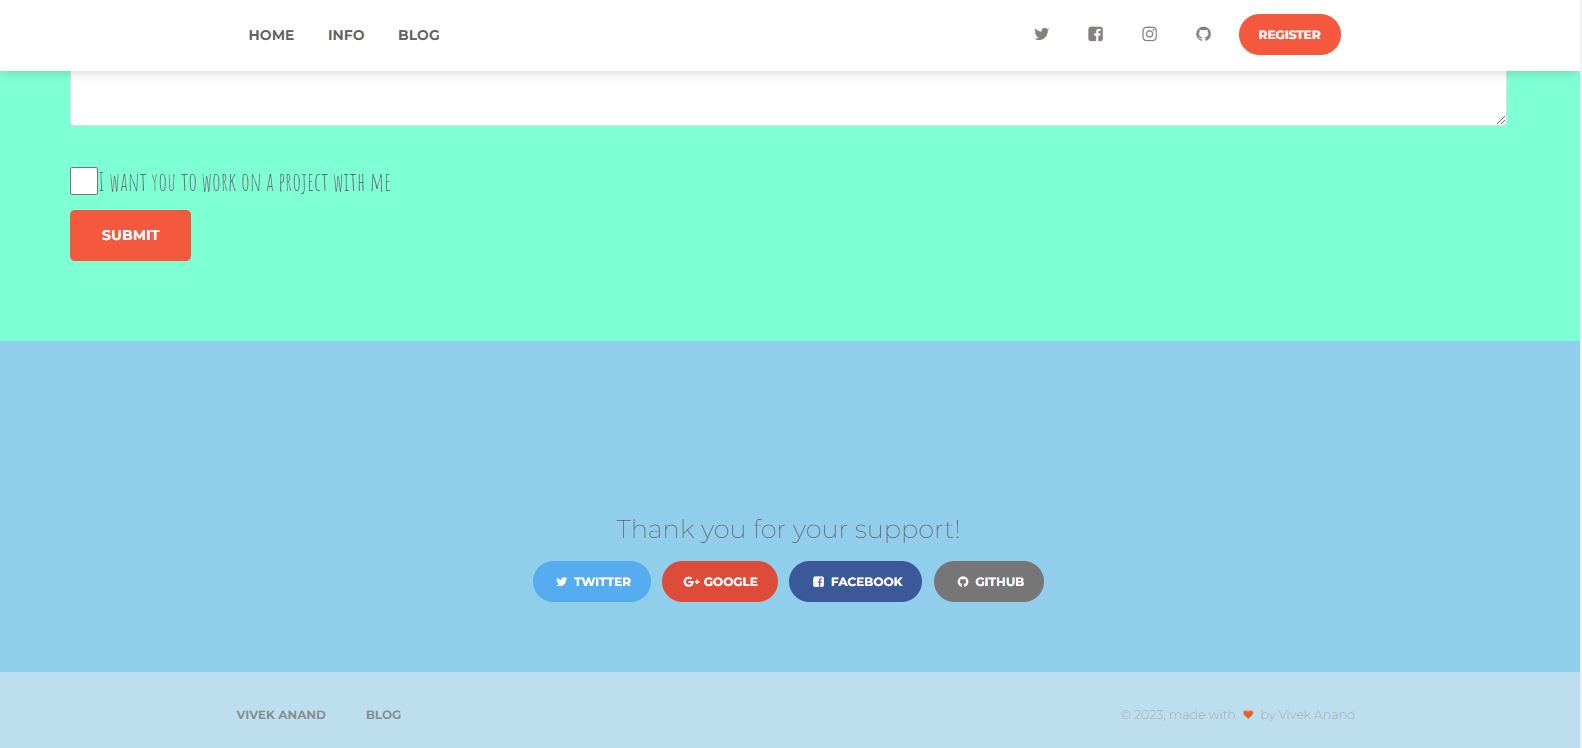 HOME INFO BLOG REGISTER
I want you to work on a project with me
SUBMIT
Thank you for your support!
TWITTER G+ GOOGLE FACEBOOK GITHUB
VIVEK ANAND BLOG © 2023, made with ♥ by Vivek Anand